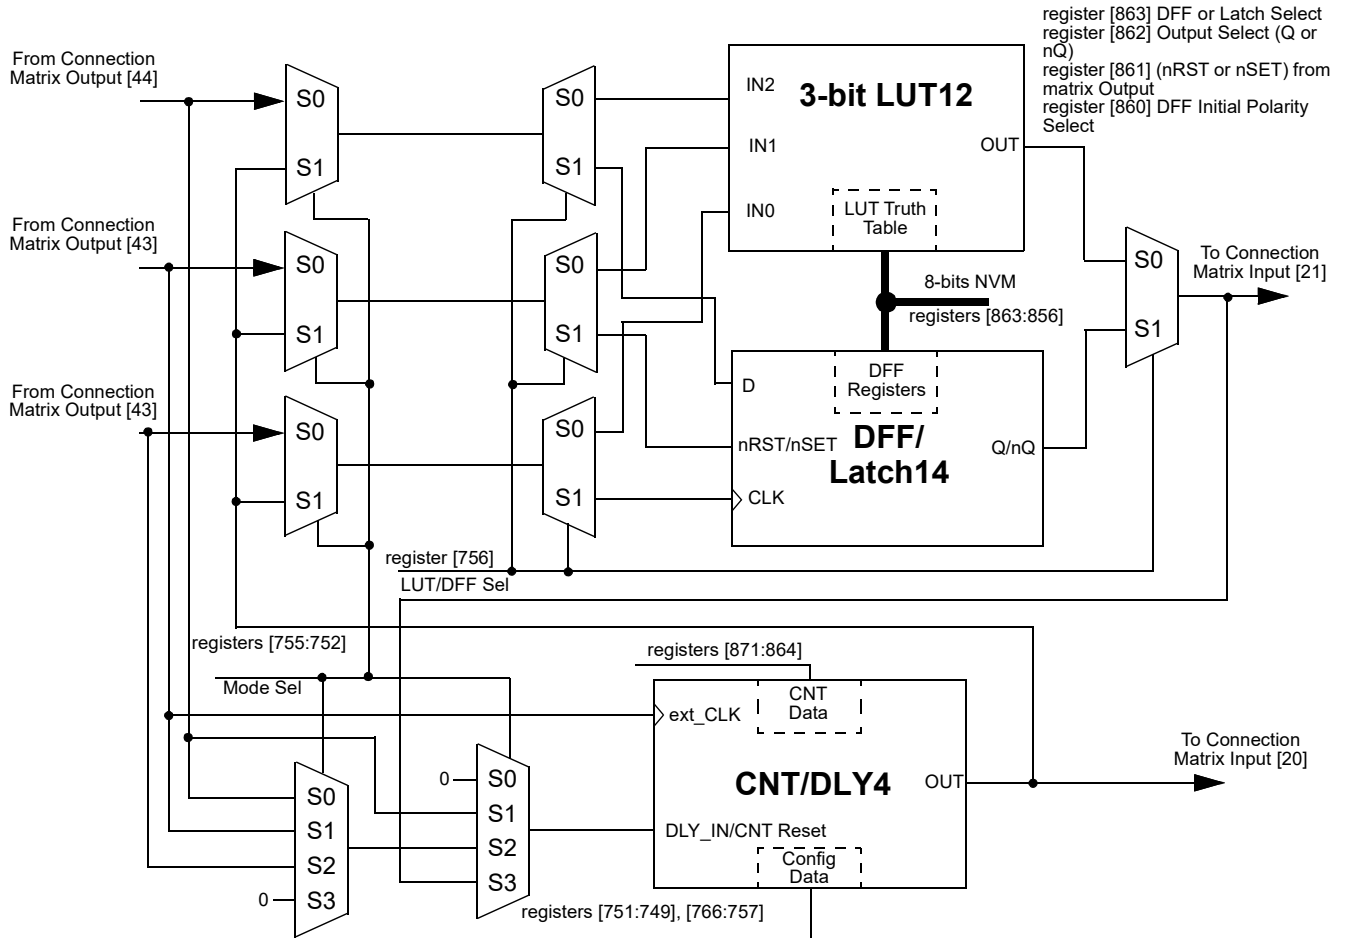 register [863] DFF or Latch Select
register [862] Output Select (Q or
nQ)
register [861] (nRST or nSET) from
matrix Output
register [860] DFF Initial Polarity
Select
From Connection
Matrix Output [44]
S0
S1
S0
S1
IN2
IN1
IN0
3-bit LUT12
OUT
LUT Truth
Table
From Connection
Matrix Output [43]
S0
S1
S0
S1
8-bits NVM
registers [863:856]
S0
S1
To Connection
Matrix Input [21]
From Connection
Matrix Output [43]
S0
S1
S0
S1
D
nRST/nSET
CLK
DFF
Registers
DFF/
Latch14
Q/nQ
register [756]
LUT/DFF Sel
registers [755:752]
Mode Sel
registers [871:864]
CNT
Data
ext_CLK
CNT/DLY4
OUT
To Connection
Matrix Input [20]
DLY_IN/CNT Reset
Config
Data
S0
S1
S2
0
S3
0
S0
S1
S2
S3
registers [751:749], [766:757]